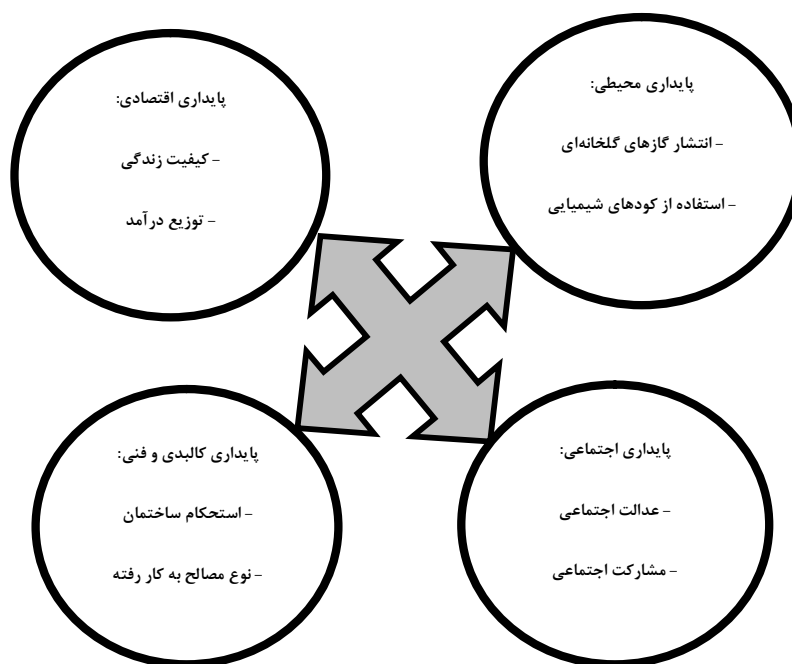 پایداری محیطی:
- انتشار گازهای گلخانه‌ای
- استفاده از کودهای شیمیایی
پایداری اقتصادی:
- کیفیت زندگی
- توزیع درآمد
پایداری اجتماعی:
- عدالت اجتماعی
- مشارکت اجتماعی
پایداری کالبدی و فنی:
- استحکام ساختمان
- نوع مصالح به کار رفته